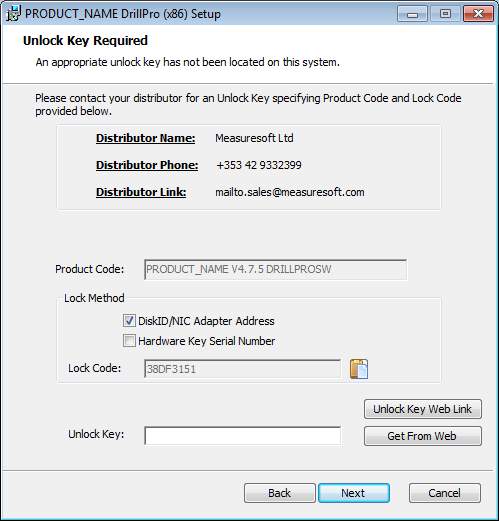 PRODUCT_NAME DrillPro (x86) Setup
Unlock Key Required
An appropriate unlock key has not been located on this system.
Please contact your distributor for an Unlock Key specifying Product Code and Lock Code
provided below.
Distributor Name: Measuresoft Ltd
Distributor Phone: +353 42 9332399
Distributor Link: mailto.sales@measuresoft.com
Product Code: PRODUCT_NAME V4.7.5 DRILLPROSW
Lock Method
DiskID/NIC Adapter Address
Hardware Key Serial Number
Lock Code: 38DF3151
Unlock Key Web Link
Unlock Key: Get From Web
Back Next Cancel